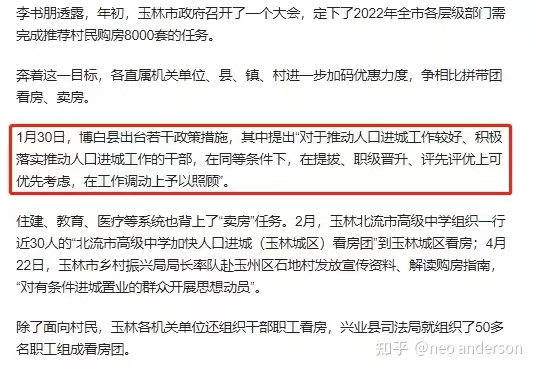 李书朋透露，年初，玉林市政府召开了一个大会，定下了2022年全市各层级部门需
完成推荐村民购房8000套的任务。
奔着这一目标，各直属机关单位、县、镇、村进一步加码优惠力度，争相比拼带团
看房、卖房。
1月30日，博白县出台若干政策措施，其中提出“对于推动人口进城工作较好、积极
落实推动人口进城工作的干部，在同等条件下，在提拔、职级晋升、评先评优上可
优先考虑，在工作调动上予以照顾”。
住建、教育、医疗等系统也背上了“卖房”任务。2月，玉林北流市高级中学组织一行
近30人的“北流市高级中学加快人口进城（玉林城区）看房团”到玉林城区看房；4月
22日，玉林市乡村振兴局局长率队赴玉州区石地村发放宣传资料、解读购房指南，
“对有条件进城置业的群众开展思想动员”。
除了面向村民，玉林各机关单位还组织干部职工看房，兴业县司法局就组织了50多
名职工组成看房团。
知乎 @neo anderson